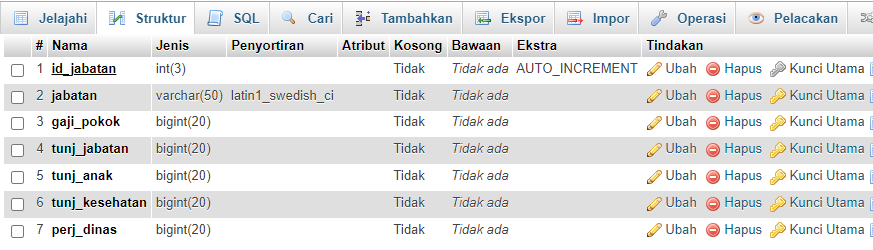 Jelajahi Struktur SQL Cari Tambahkan Ekspor Impor Operasi Pelacakan
# Nama Jenis Penyortiran Atribut Kosong Bawaan Ekstra Tindakan
1 id_jabatan int(3) Tidak Tidak ada AUTO_INCREMENT Ubah Hapus Kunci Utama
2 jabatan varchar(50) latin1_swedish_ci Tidak Tidak ada Ubah Hapus Kunci Utama
3 gaji_pokok bigint(20) Tidak Tidak ada Ubah Hapus Kunci Utama
4 tunj_jabatan bigint(20) Tidak Tidak ada Ubah Hapus Kunci Utama
5 tunj_anak bigint(20) Tidak Tidak ada Ubah Hapus Kunci Utama
6 tunj_kesehatan bigint(20) Tidak Tidak ada Ubah Hapus Kunci Utama
7 perj_dinas bigint(20) Tidak Tidak ada Ubah Hapus Kunci Utama